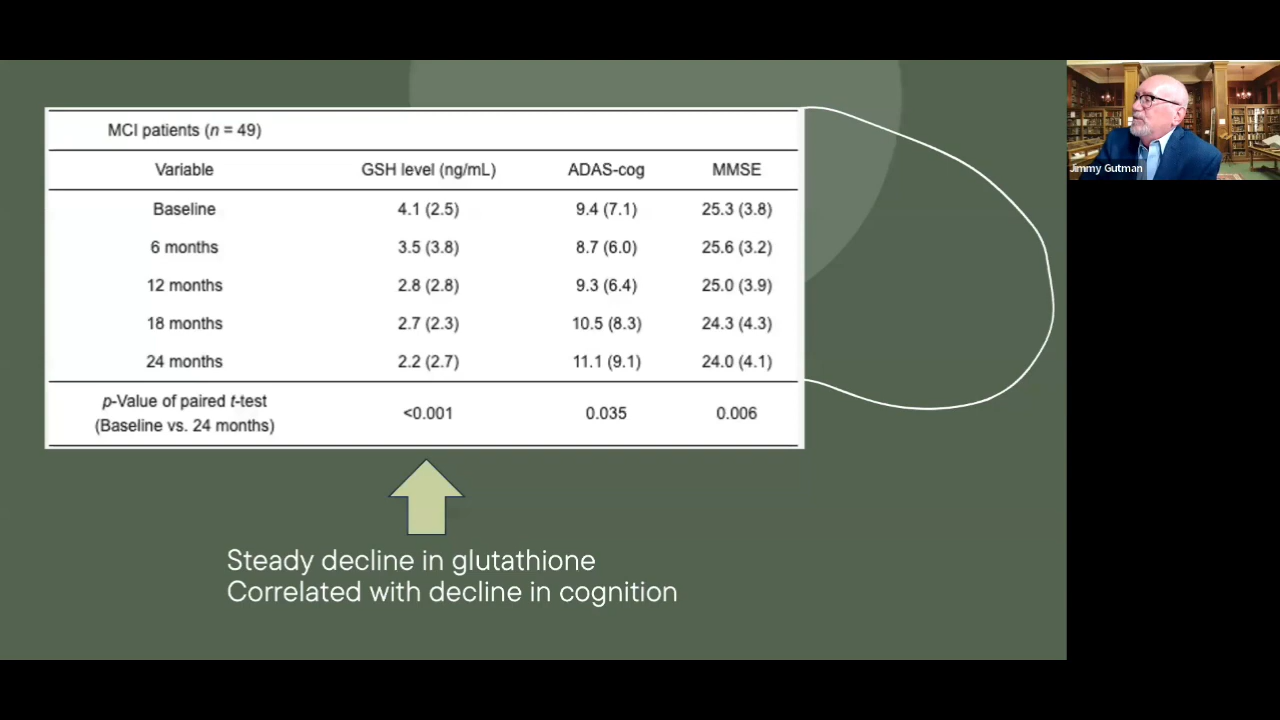 MCI patients (n = 49)
Variable GSH level (ng/mL) ADAS-cog MMSE
Baseline 4.1 (2.5) 9.4 (7.1) 25.3 (3.8)
6 months 3.5 (3.8) 8.7 (6.0) 25.6 (3.2)
12 months 2.8 (2.8) 9.3 (6.4) 25.0 (3.9)
18 months 2.7 (2.3) 10.5 (8.3) 24.3 (4.3)
24 months 2.2 (2.7) 11.1 (9.1) 24.0 (4.1)
p-Value of paired t-test
(Baseline vs. 24 months) <0.001 0.035 0.006
Steady decline in glutathione
Correlated with decline in cognition
Jimmy Gutman